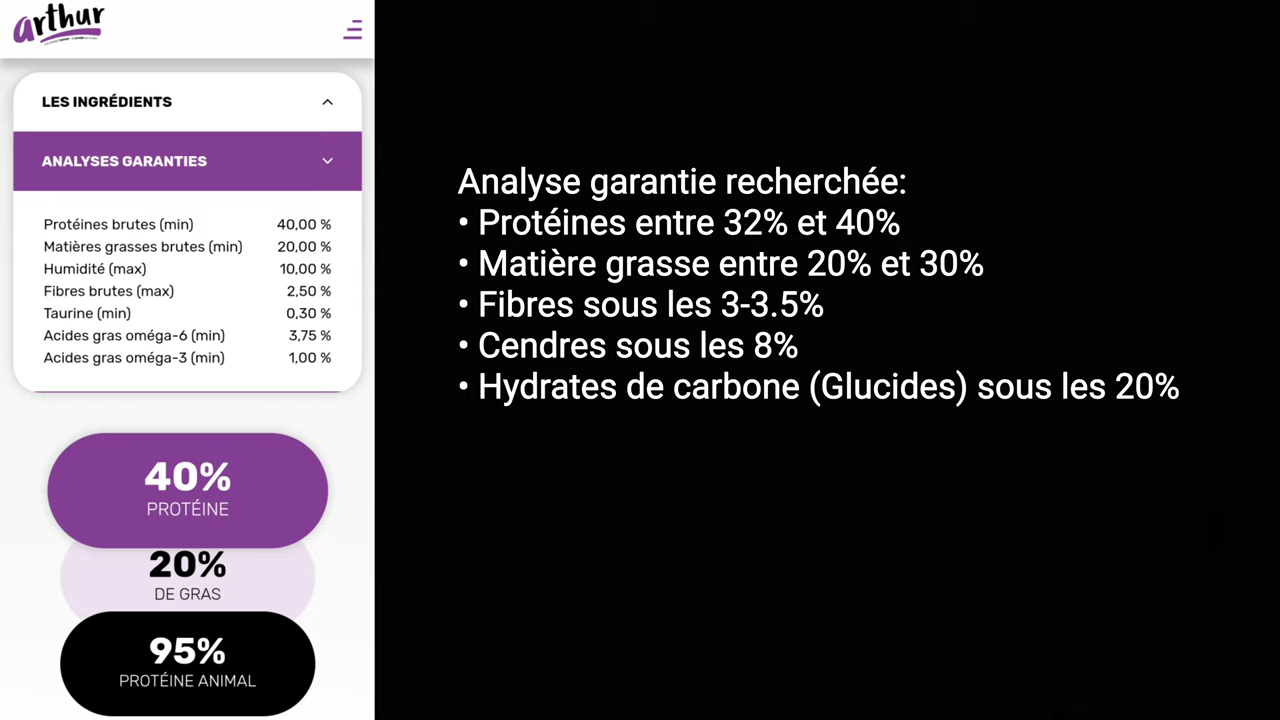 arthur
LES INGRÉDIENTS
ANALYSES GARANTIES
Protéines brutes (min) 40,00 %
Matières grasses brutes (min) 20,00 %
Humidité (max) 10,00 %
Fibres brutes (max) 2,50 %
Taurine (min) 0,30 %
Acides gras oméga-6 (min) 3,75 %
Acides gras oméga-3 (min) 1,00 %
40%
PROTÉINE
20%
DE GRAS
95%
PROTÉINE ANIMAL
Analyse garantie recherchée:
• Protéines entre 32% et 40%
• Matière grasse entre 20% et 30%
• Fibres sous les 3-3.5%
• Cendres sous les 8%
• Hydrates de carbone (Glucides) sous les 20%